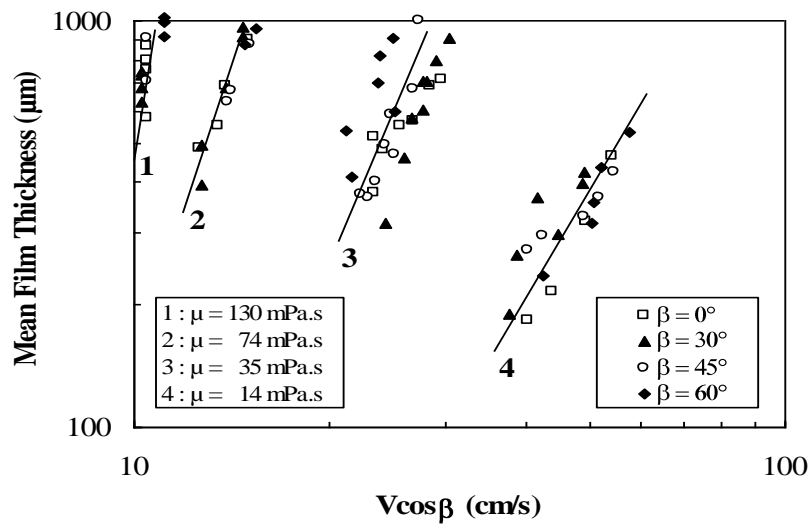 1000
100
Mean Film Thickness (μm)
1
2
3
4
1 : μ = 130 mPa.s
2 : μ = 74 mPa.s
3 : μ = 35 mPa.s
4 : μ = 14 mPa.s
β = 0°
β = 30°
β = 45°
β = 60°
10
100
Vcosβ (cm/s)